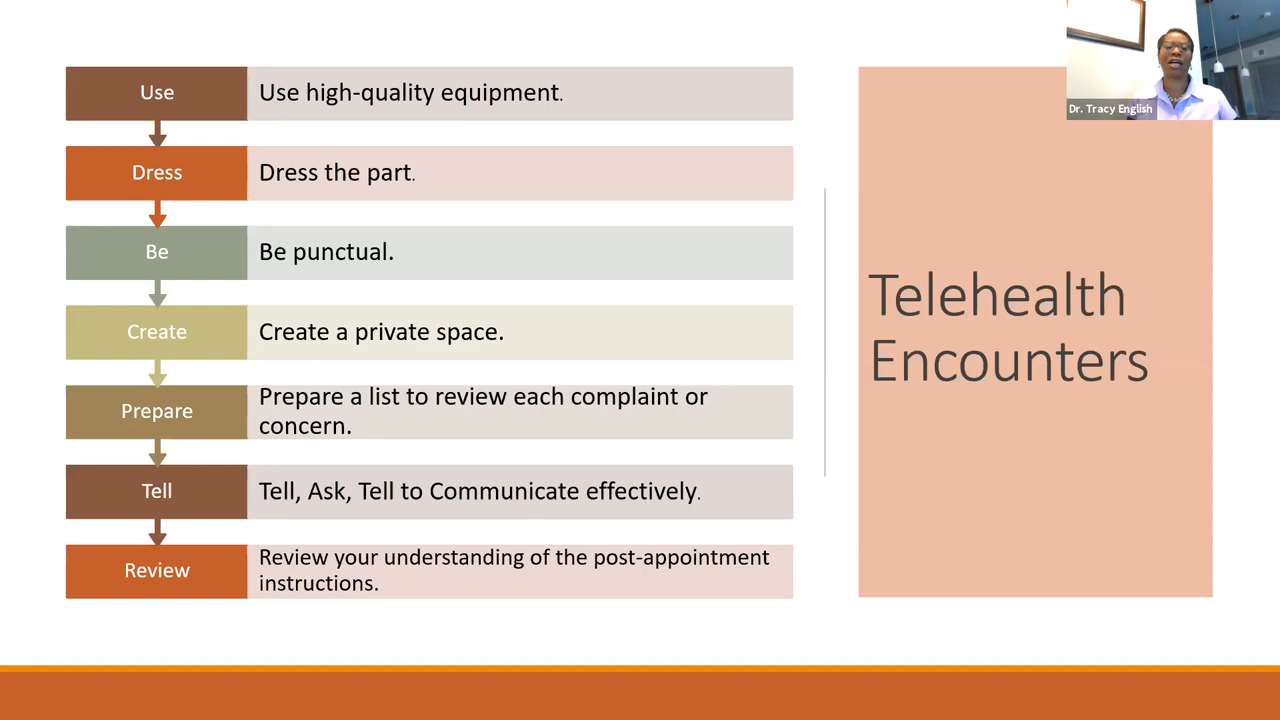 Use
Use high-quality equipment.
Dress
Dress the part.
Be
Be punctual.
Create
Create a private space.
Prepare
Prepare a list to review each complaint or
concern.
Tell
Tell, Ask, Tell to Communicate effectively.
Review
Review your understanding of the post-appointment
instructions.
Telehealth
Encounters
Dr. Tracy English